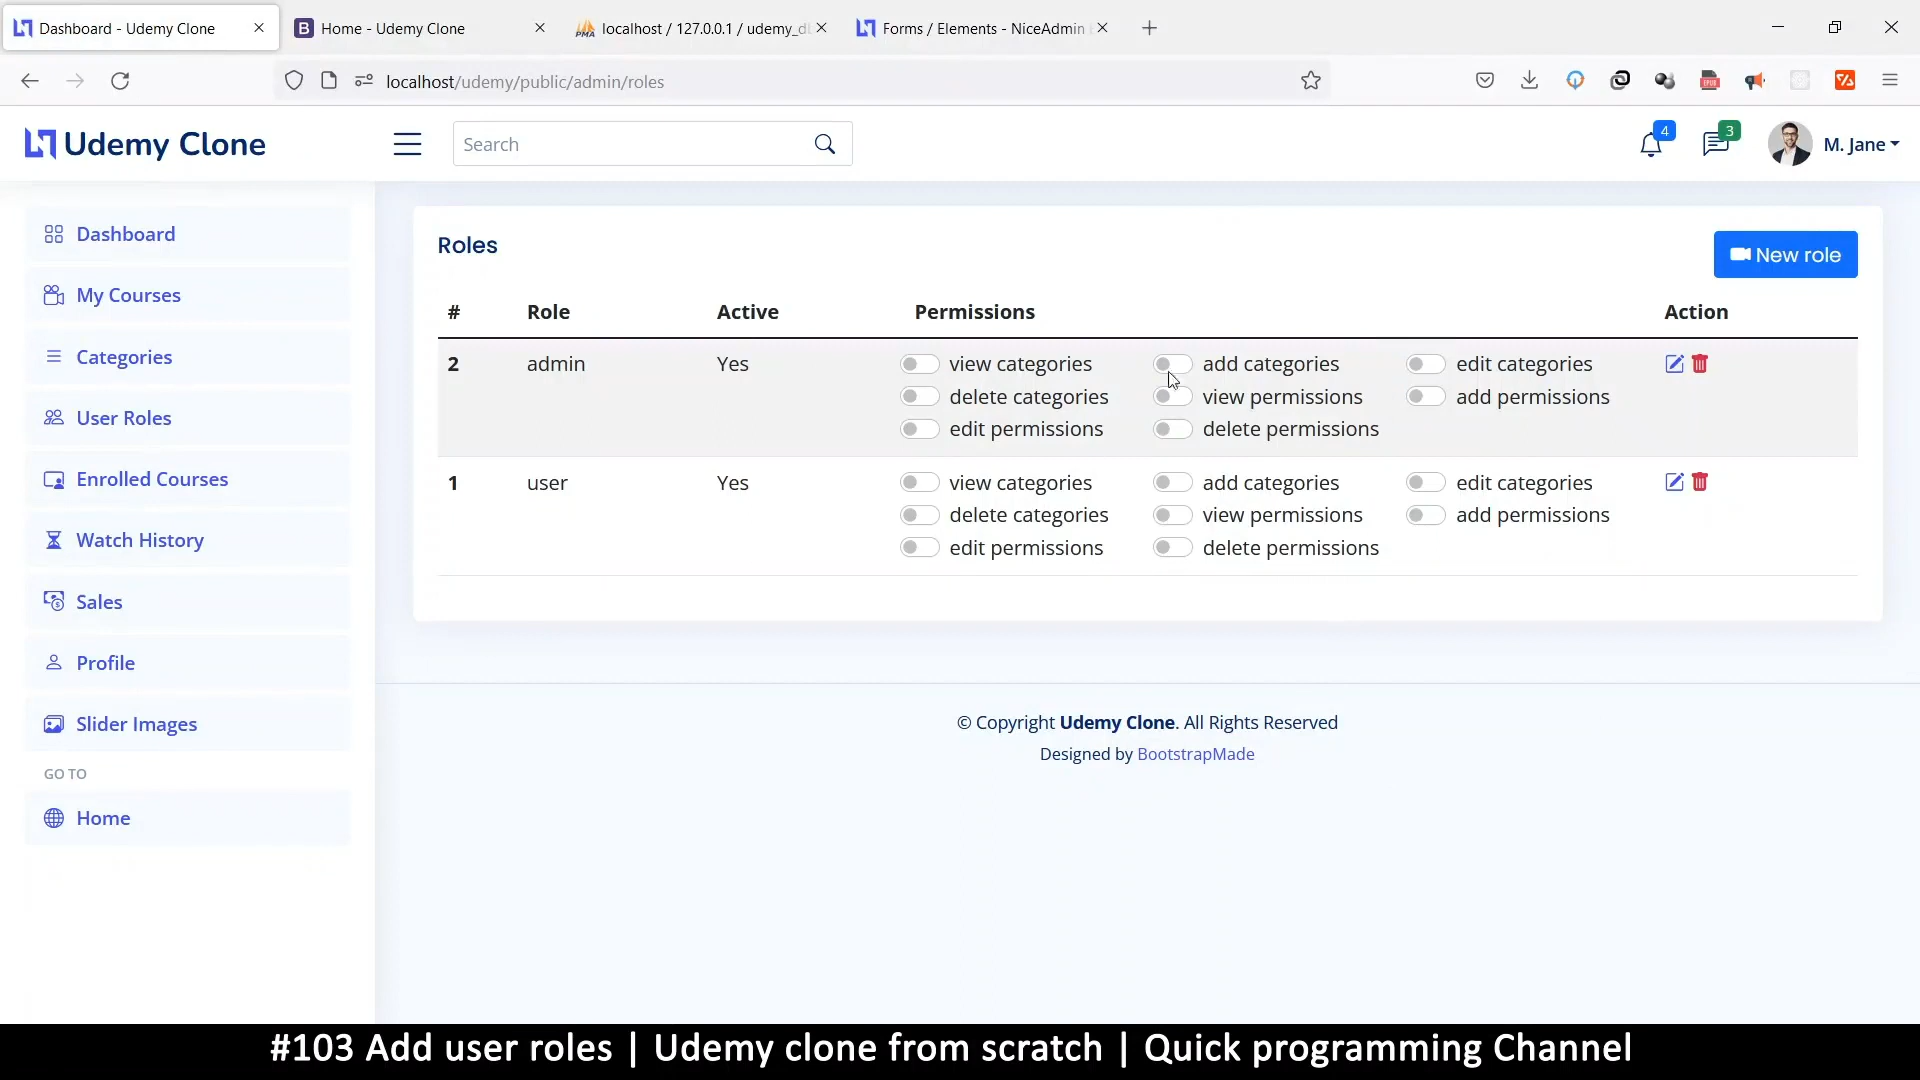 Dashboard - Udemy Clone
Home - Udemy Clone
localhost / 127.0.0.1 / udemy_d
Forms / Elements - NiceAdmin
localhost/udemy/public/admin/roles
Udemy Clone
Search
4
3
M. Jane
Dashboard
My Courses
Categories
User Roles
Enrolled Courses
Watch History
Sales
Profile
Slider Images
GO TO
Home
Roles
New role
# Role Active Permissions Action
2 admin Yes view categories add categories edit categories
delete categories view permissions add permissions
edit permissions delete permissions
1 user Yes view categories add categories edit categories
delete categories view permissions add permissions
edit permissions delete permissions
© Copyright Udemy Clone. All Rights Reserved
Designed by BootstrapMade
#103 Add user roles | Udemy clone from scratch | Quick programming Channel